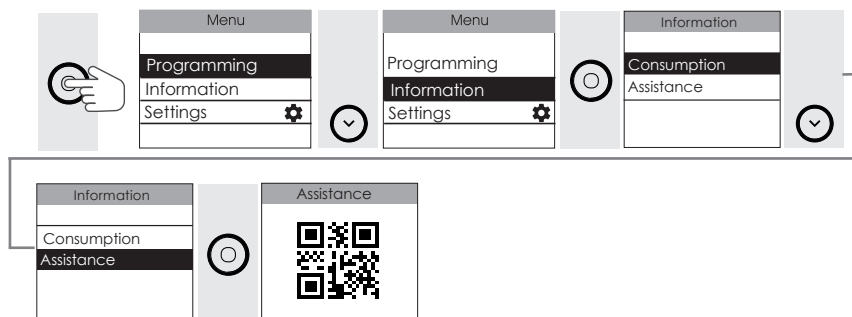 Menu
Programming
Information
Settings
Menu
Programming
Information
Settings
Information
Consumption
Assistance
Information
Consumption
Assistance
Assistance